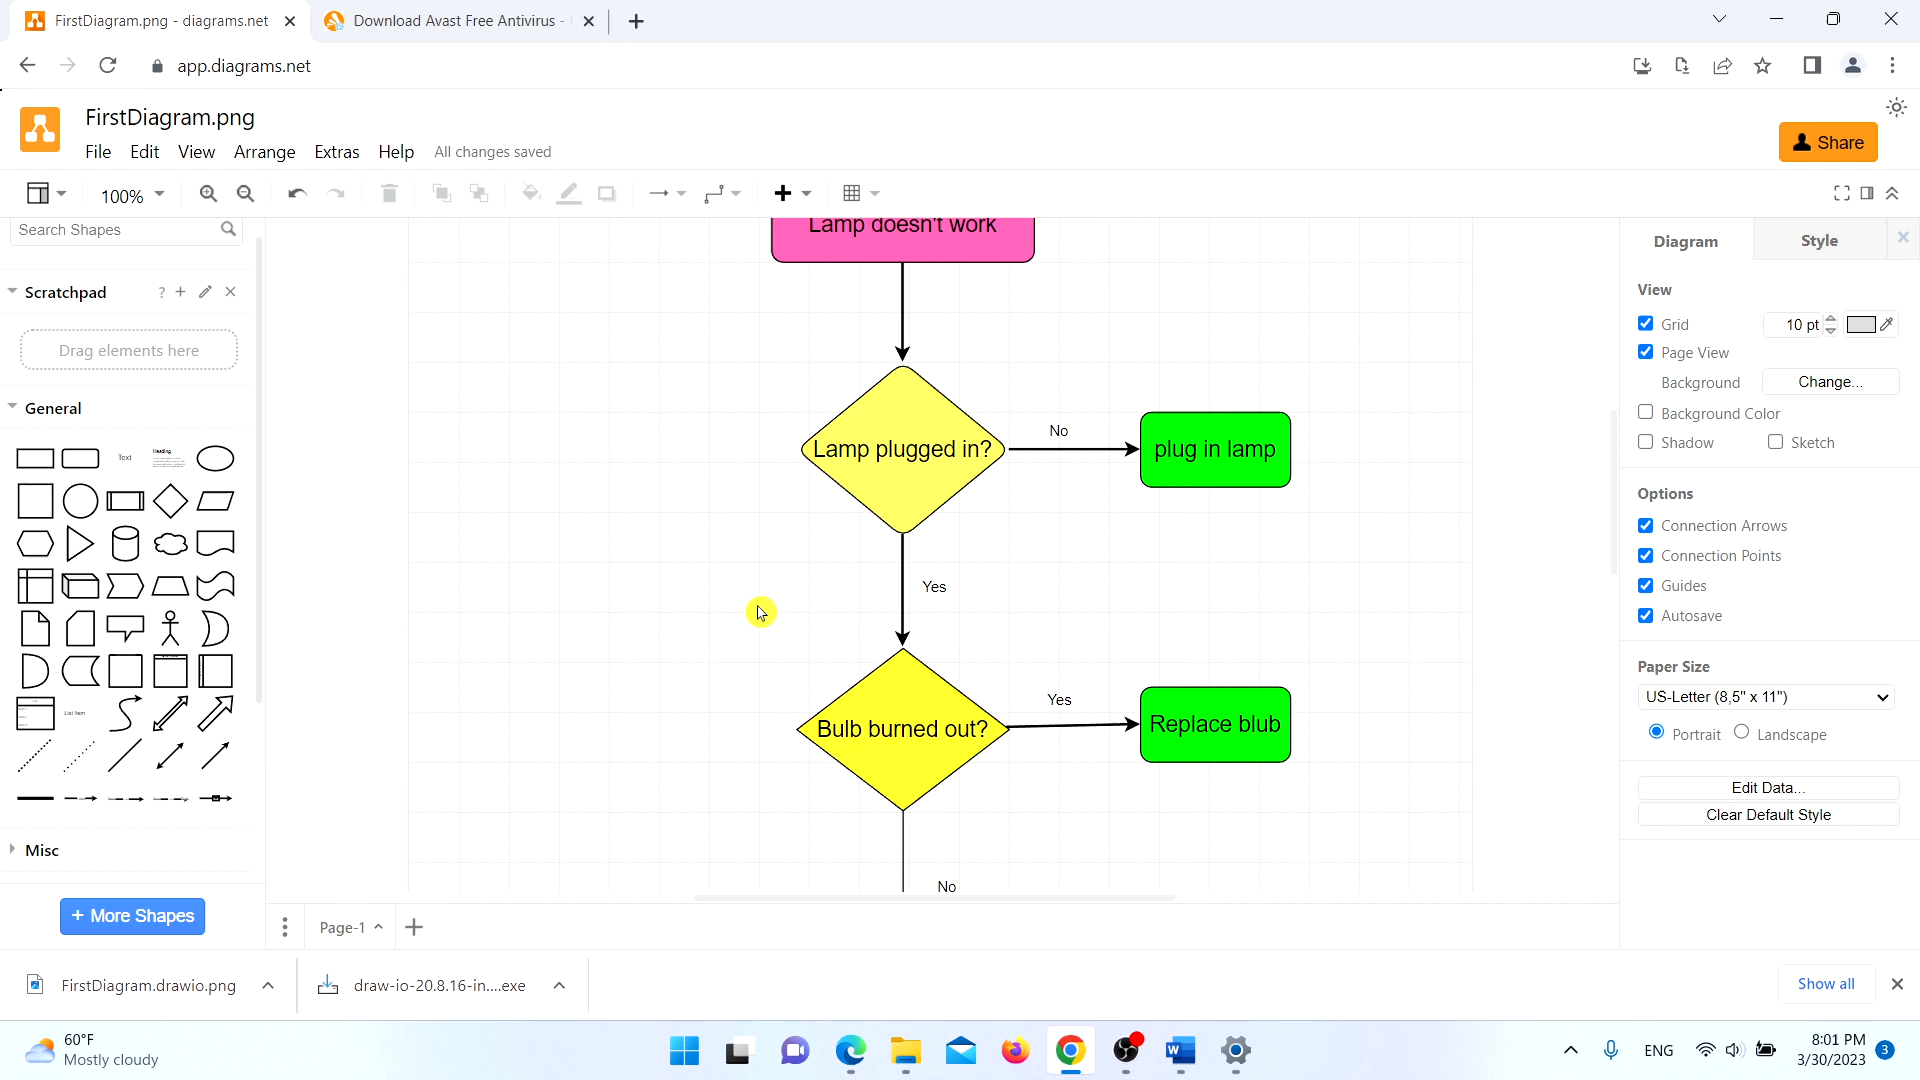 FirstDiagram.png - diagrams.net
Download Avast Free Antivirus -
app.diagrams.net
FirstDiagram.png
File Edit View Arrange Extras Help All changes saved
Share
100%
Search Shapes
Scratchpad ?
Drag elements here
General
Text
Heading
List Item
Misc
+ More Shapes
Lamp doesn't work
Lamp plugged in?
No
plug in lamp
Yes
Bulb burned out?
Yes
Replace blub
No
Page-1
Diagram
Style
View
Grid
10 pt
Page View
Background
Change...
Background Color
Shadow
Sketch
Options
Connection Arrows
Connection Points
Guides
Autosave
Paper Size
US-Letter (8,5" x 11")
Portrait
Landscape
Edit Data...
Clear Default Style
FirstDiagram.drawio.png
draw-io-20.8.16-in....exe
Show all
60°F
Mostly cloudy
ENG
8:01 PM
3/30/2023
3